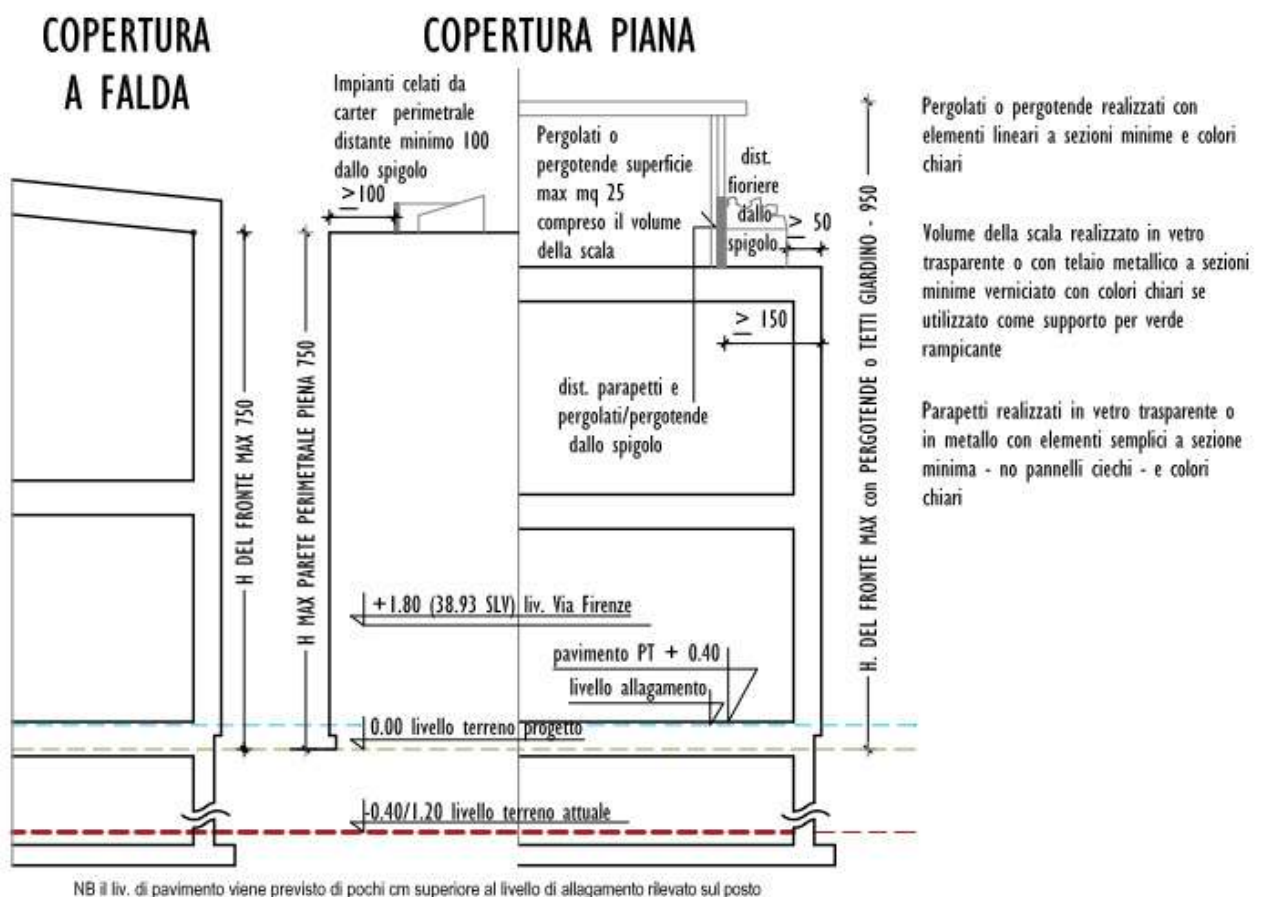 COPERTURA
A FALDA
COPERTURA PIANA
Impianti celati da
carter perimetrale
distante minimo 100
dallo spigolo
≥100
Pergolati o
pergotende superficie
max mq 25
compreso il volume
della scala
dist.
fioriere
dallo
spigolo
≥ 50
≥ 150
dist. parapetti e
pergolati/pergotende
dallo spigolo
H DEL FRONTE MAX 750
H MAX PARETE PERIMETRALE PIENA 750
H. DEL FRONTE MAX con PERGOTENDE o TETTI GIARDINO - 950
Pergolati o pergotende realizzati con
elementi lineari a sezioni minime e colori
chiari
Volume della scala realizzato in vetro
trasparente o con telaio metallico a sezioni
minime verniciato con colori chiari se
utilizzato come supporto per verde
rampicante
Parapetti realizzati in vetro trasparente o
in metallo con elementi semplici a sezione
minima - no pannelli ciechi - e colori
chiari
+1.80 (38.93 SLV) liv. Via Firenze
pavimento PT + 0.40
livello allagamento
0.00 livello terreno progetto
-0.40/1.20 livello terreno attuale
NB il liv. di pavimento viene previsto di pochi cm superiore al livello di allagamento rilevato sul posto